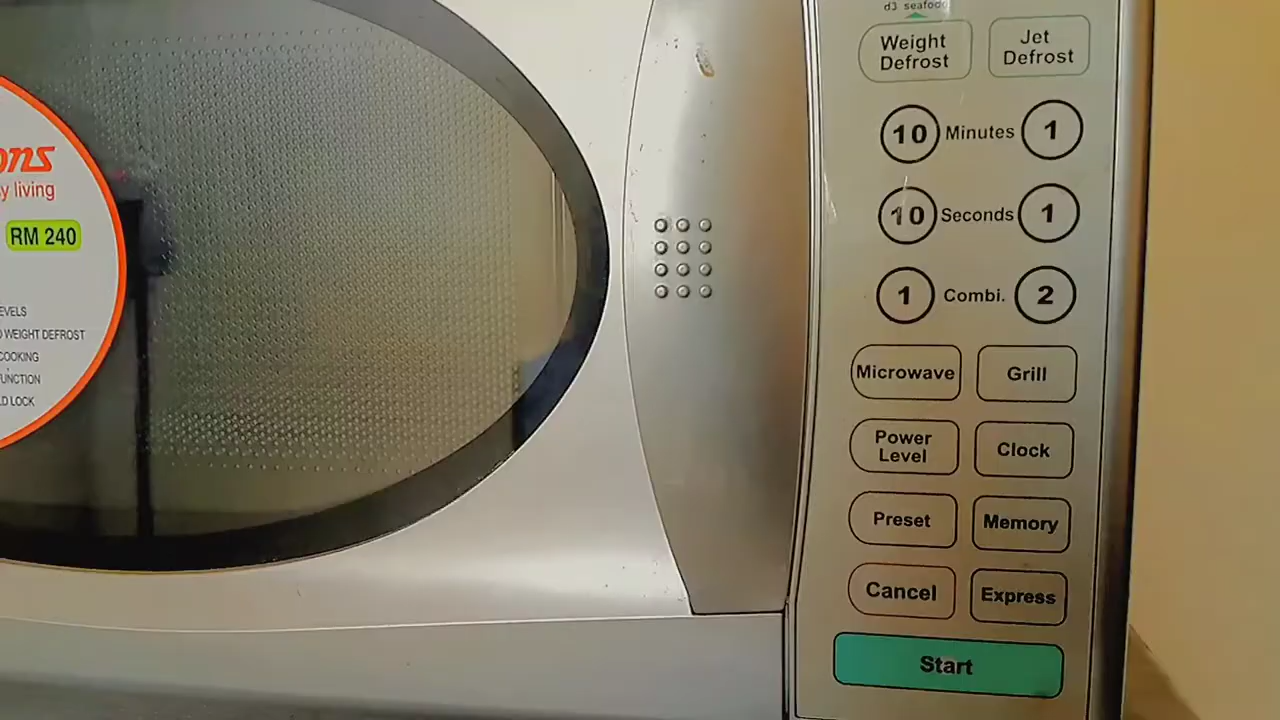 d3 seafood
Weight
Defrost
Jet
Defrost
10 Minutes 1
10 Seconds 1
1 Combi. 2
Microwave
Grill
Power
Level
Clock
Preset
Memory
Cancel
Express
Start
ons
y living
RM 240
EVELS
WEIGHT DEFROST
COOKING
UNCTION
LD LOCK